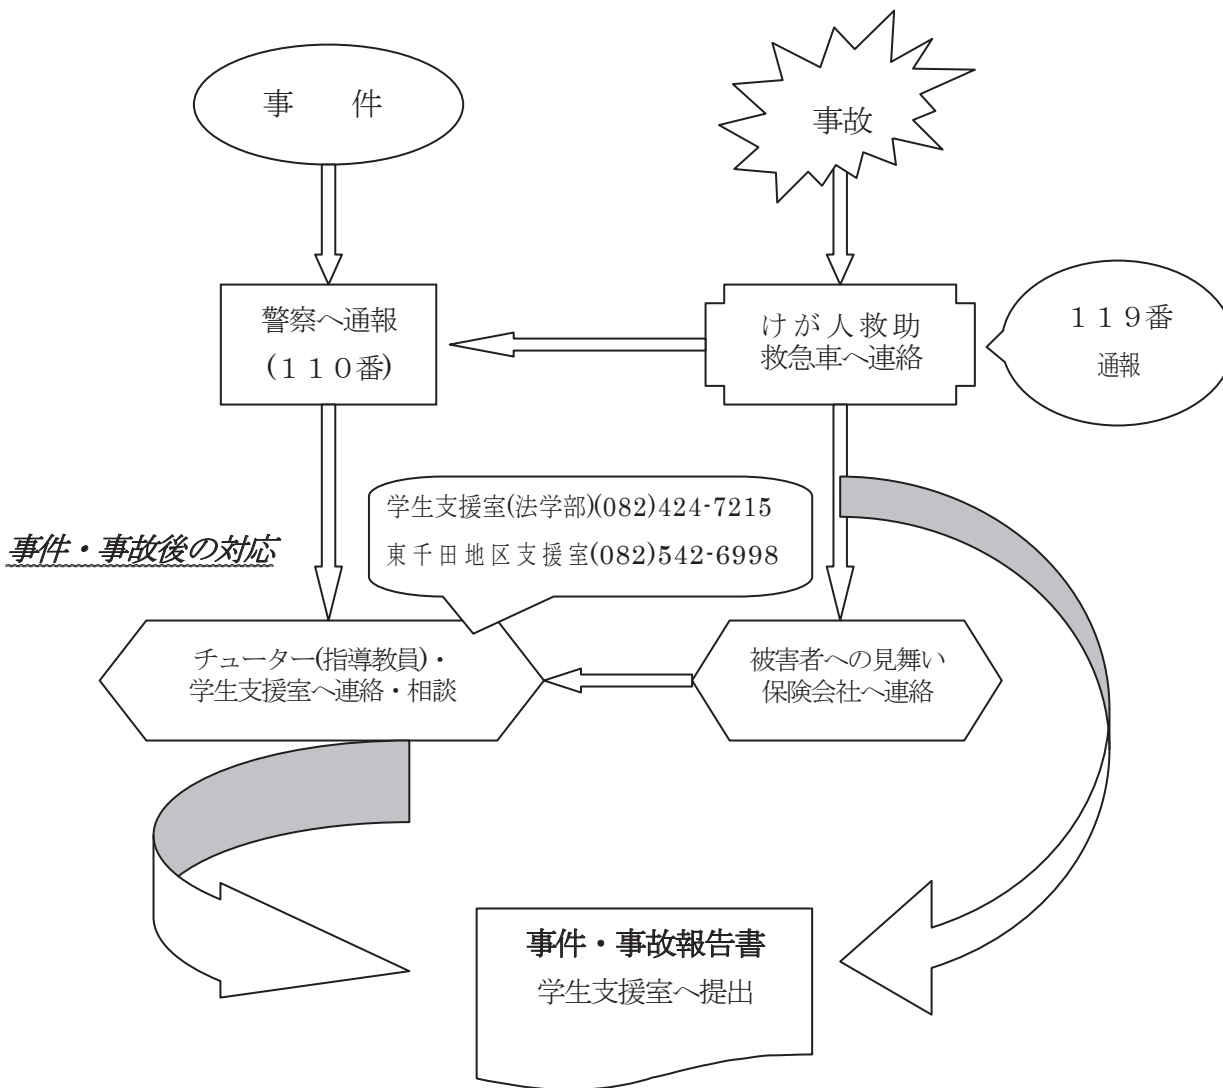 事　件
事故
警察へ通報
(１１０番)
けが人救助
救急車へ連絡
１１９番
通報
学生支援室(法学部)(082)424-7215
東千田地区支援室(082)542-6998
事件・事故後の対応
チューター(指導教員)・
学生支援室へ連絡・相談
被害者への見舞い
保険会社へ連絡
事件・事故報告書
学生支援室へ提出